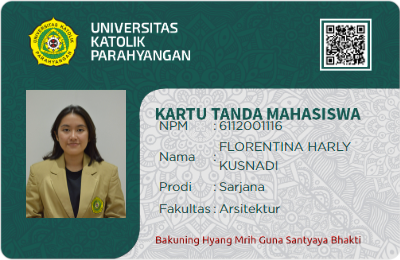 UNIVERSITAS
KATOLIK
PARAHYANGAN
KARTU TANDA MAHASISWA
NPM : 6112001116
Nama : FLORENTINA HARLY
KUSNADI
Prodi : Sarjana
Fakultas : Arsitektur
Bakuning Hyang Mrih Guna Santyaya Bhakti